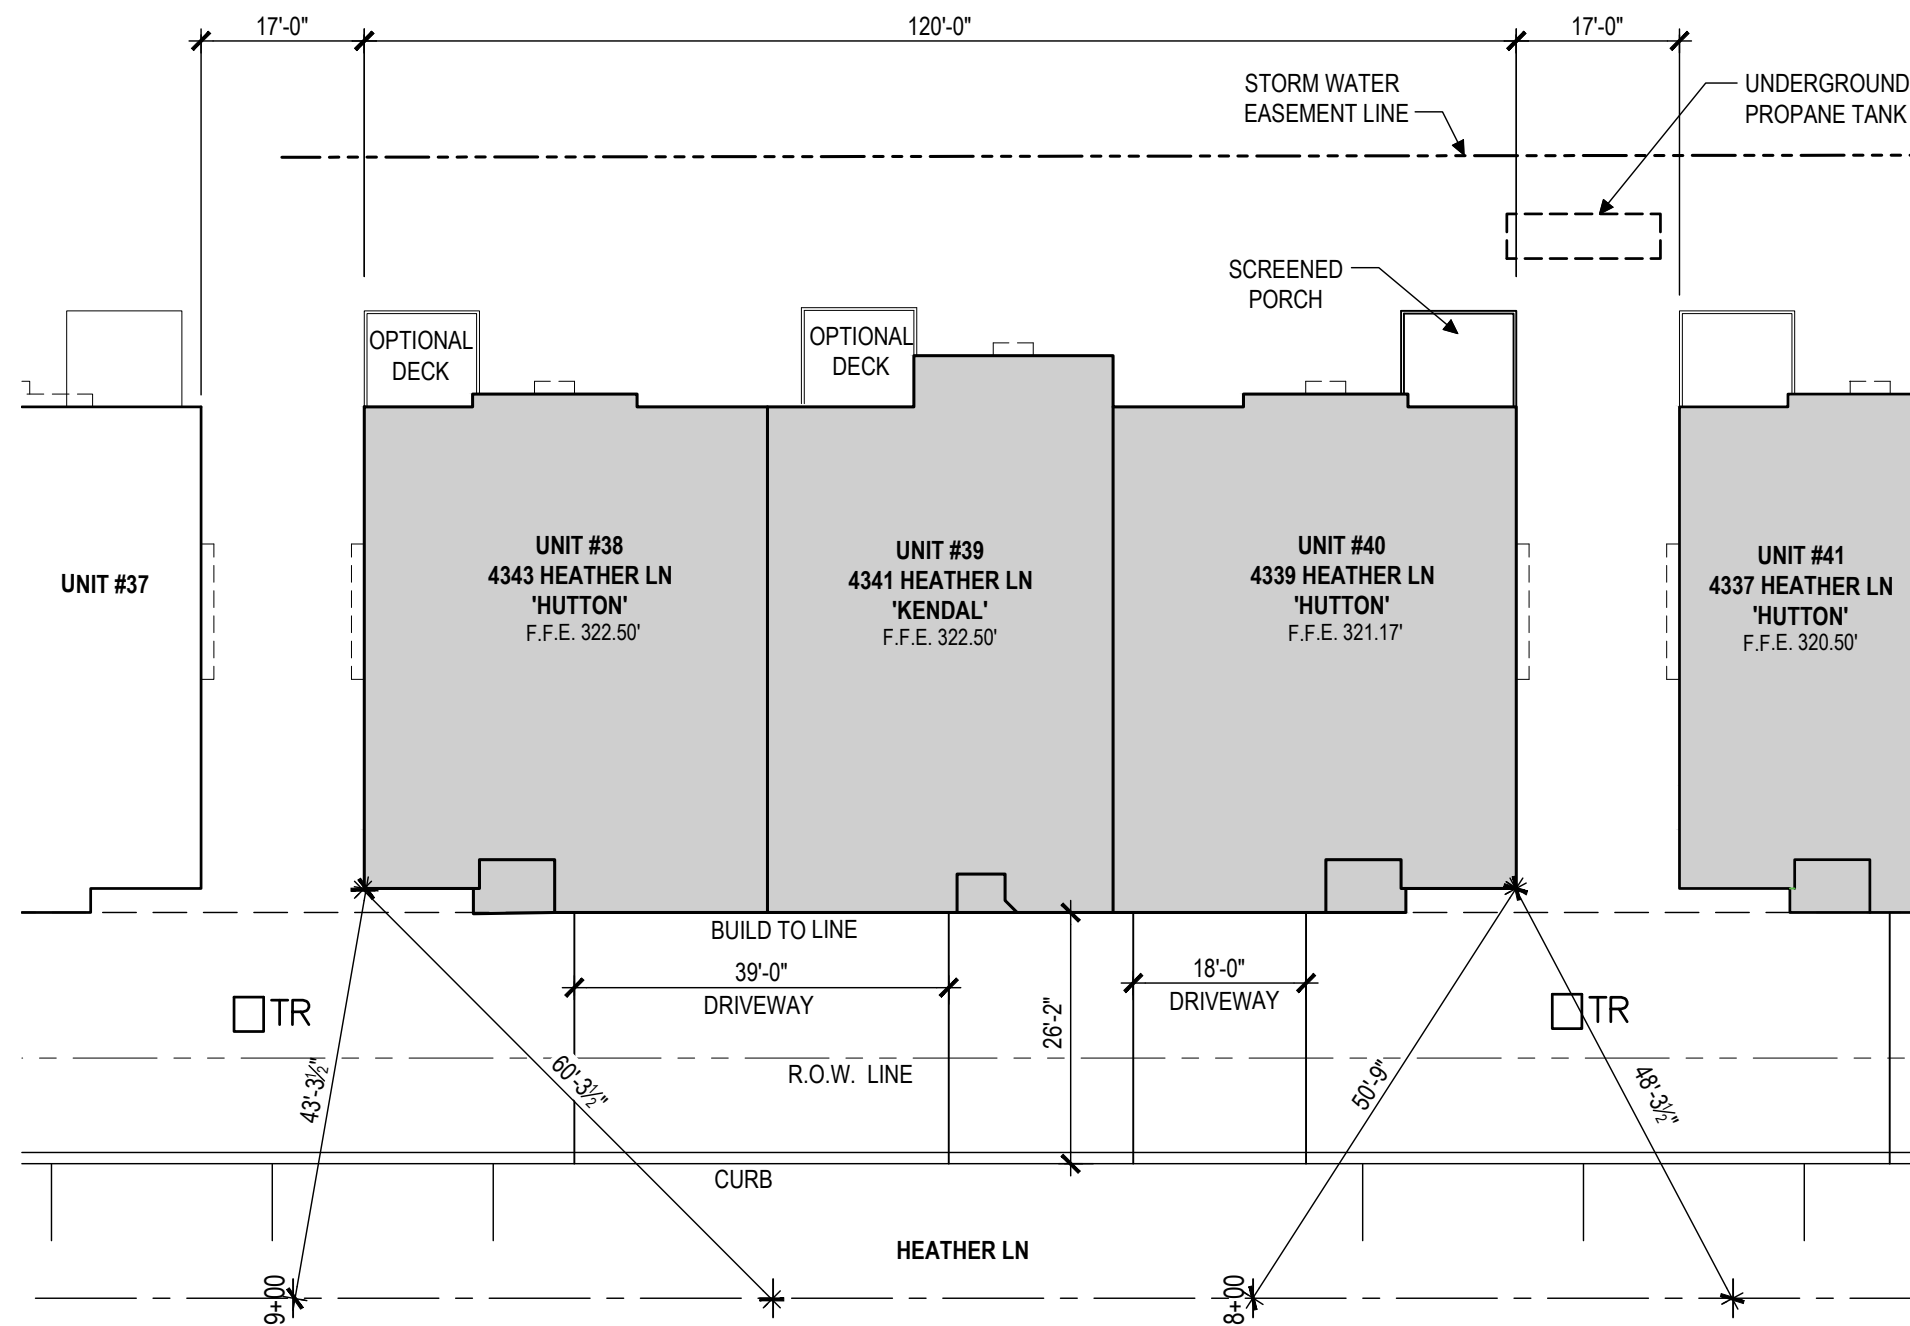 17'-0"
120'-0"
17'-0"
STORM WATER
EASEMENT LINE
UNDERGROUND
PROPANE TANK
SCREENED
PORCH
OPTIONAL
DECK
OPTIONAL
DECK
UNIT #37
UNIT #38
4343 HEATHER LN
'HUTTON'
F.F.E. 322.50'
UNIT #39
4341 HEATHER LN
'KENDAL'
F.F.E. 322.50'
UNIT #40
4339 HEATHER LN
'HUTTON'
F.F.E. 321.17'
UNIT #41
4337 HEATHER LN
'HUTTON'
F.F.E. 320.50'
BUILD TO LINE
39'-0"
DRIVEWAY
18'-0"
DRIVEWAY
26'-2"
TR
TR
R.O.W. LINE
43'-3½"
60'-3½"
50'-9"
48'-3½"
CURB
HEATHER LN
9+00
8+00